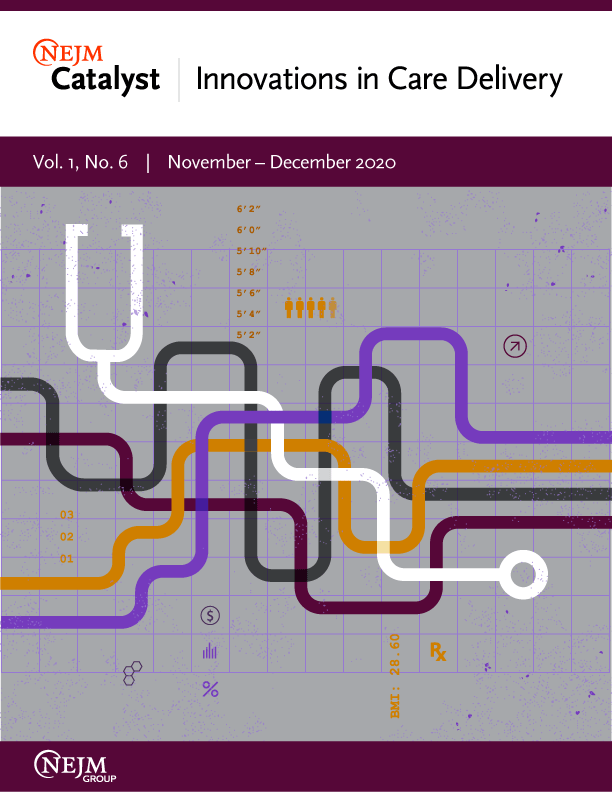 NEJM
Catalyst
Innovations in Care Delivery
Vol. 1, No. 6 | November – December 2020
6’2”
6’0”
5’10”
5’8”
5’6”
5’4”
5’2”
03
02
01
$
%
BMI: 28.60
Rx
NEJM
GROUP